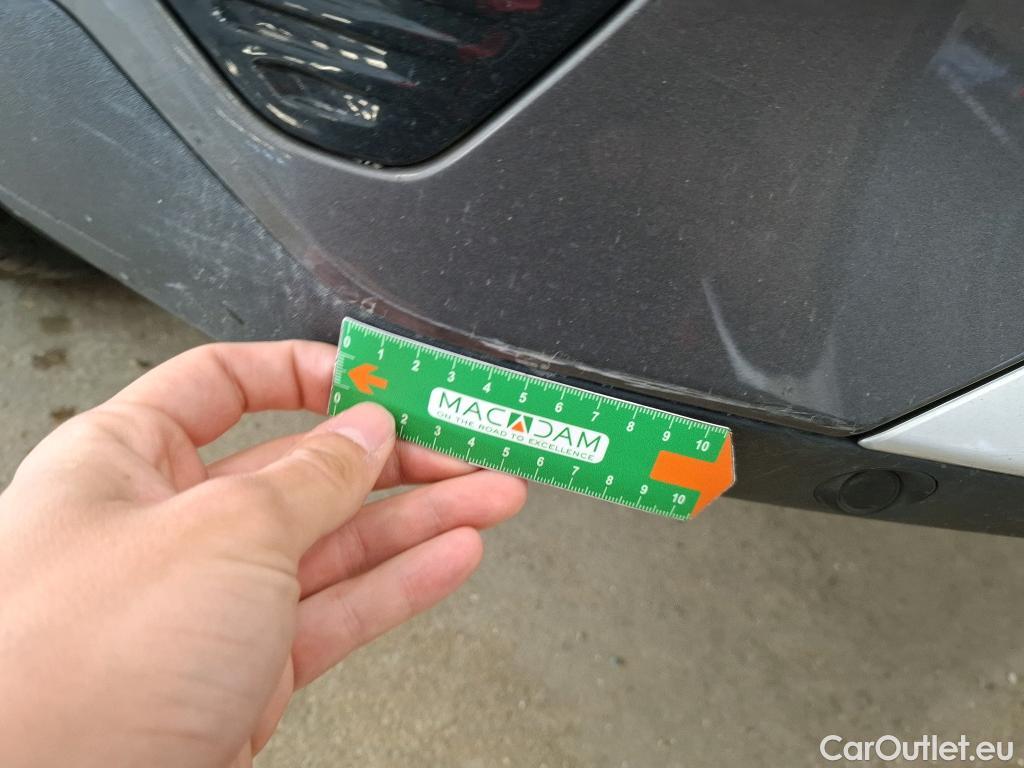 0 1 2 3 4 5 6 7 8 9 10
MACADAM
ON THE ROAD TO EXCELLENCE
0 2 3 4 5 6 7 8 9 10
CarOutlet.eu